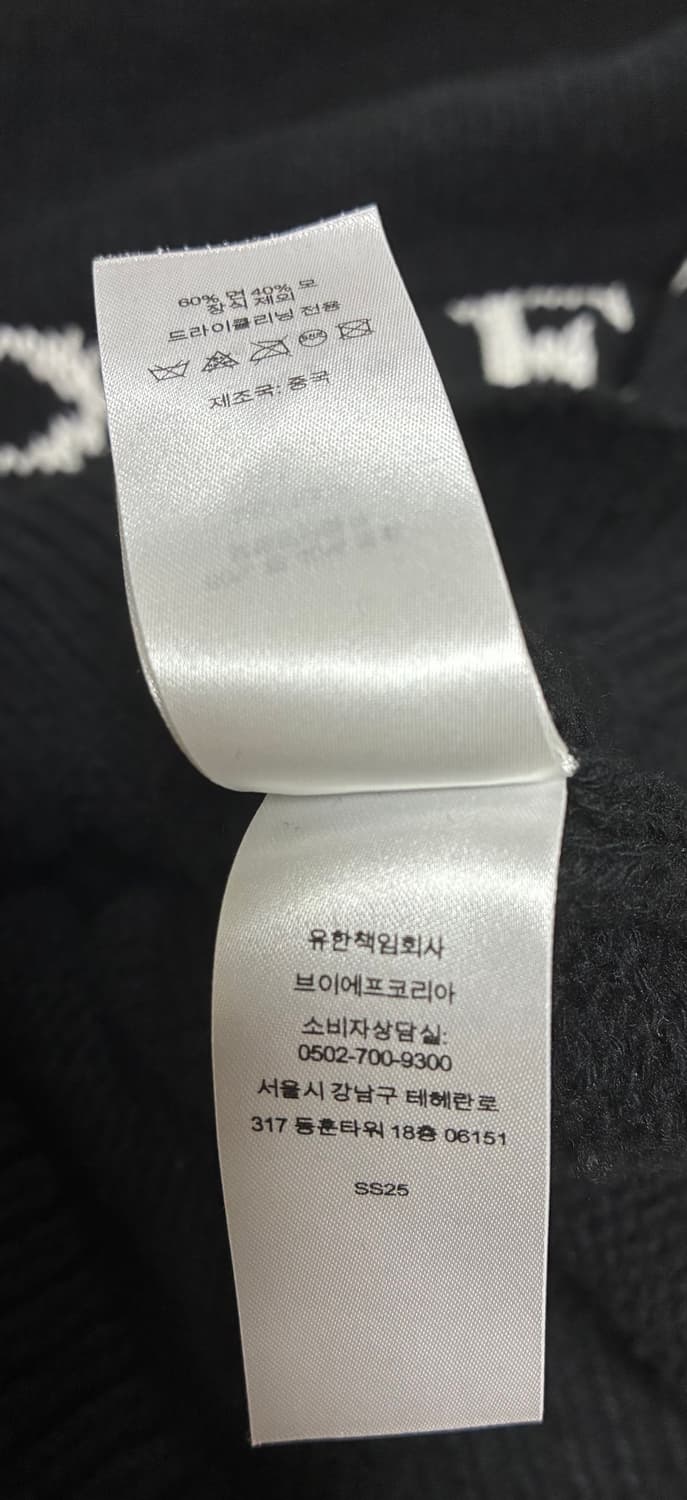 60% 면 40% 모
장식 제외
드라이클리닝 전용
제조국: 중국
유한책임회사
브이에프코리아
소비자상담실:
0502-700-9300
서울시 강남구 테헤란로
317 동훈타워 18층 06151
SS25